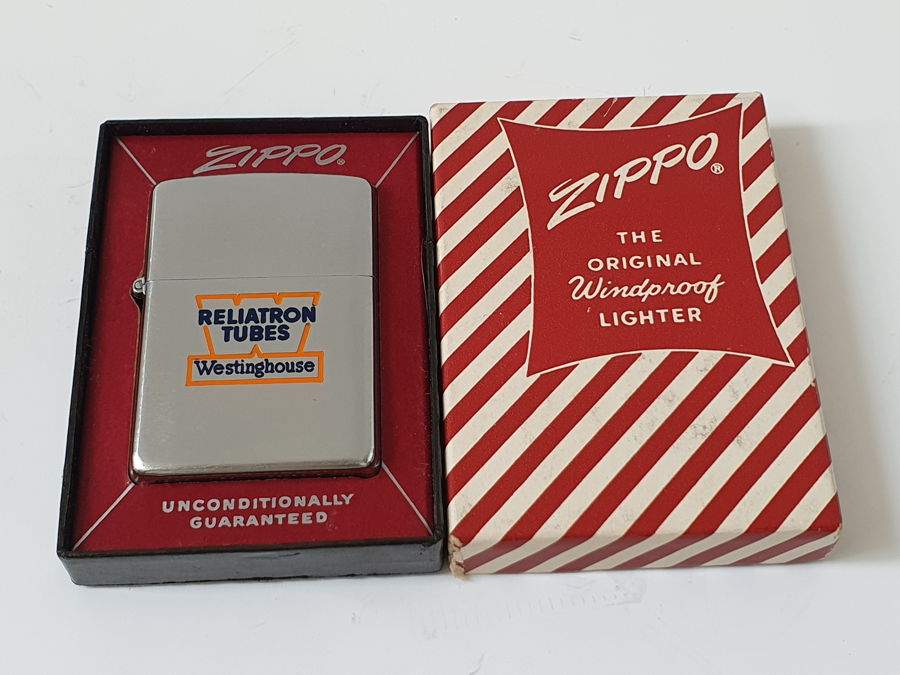 ZIPPO®
RELIATRON
TUBES
Westinghouse
UNCONDITIONALLY
GUARANTEED
ZIPPO®
THE
ORIGINAL
Windproof
LIGHTER